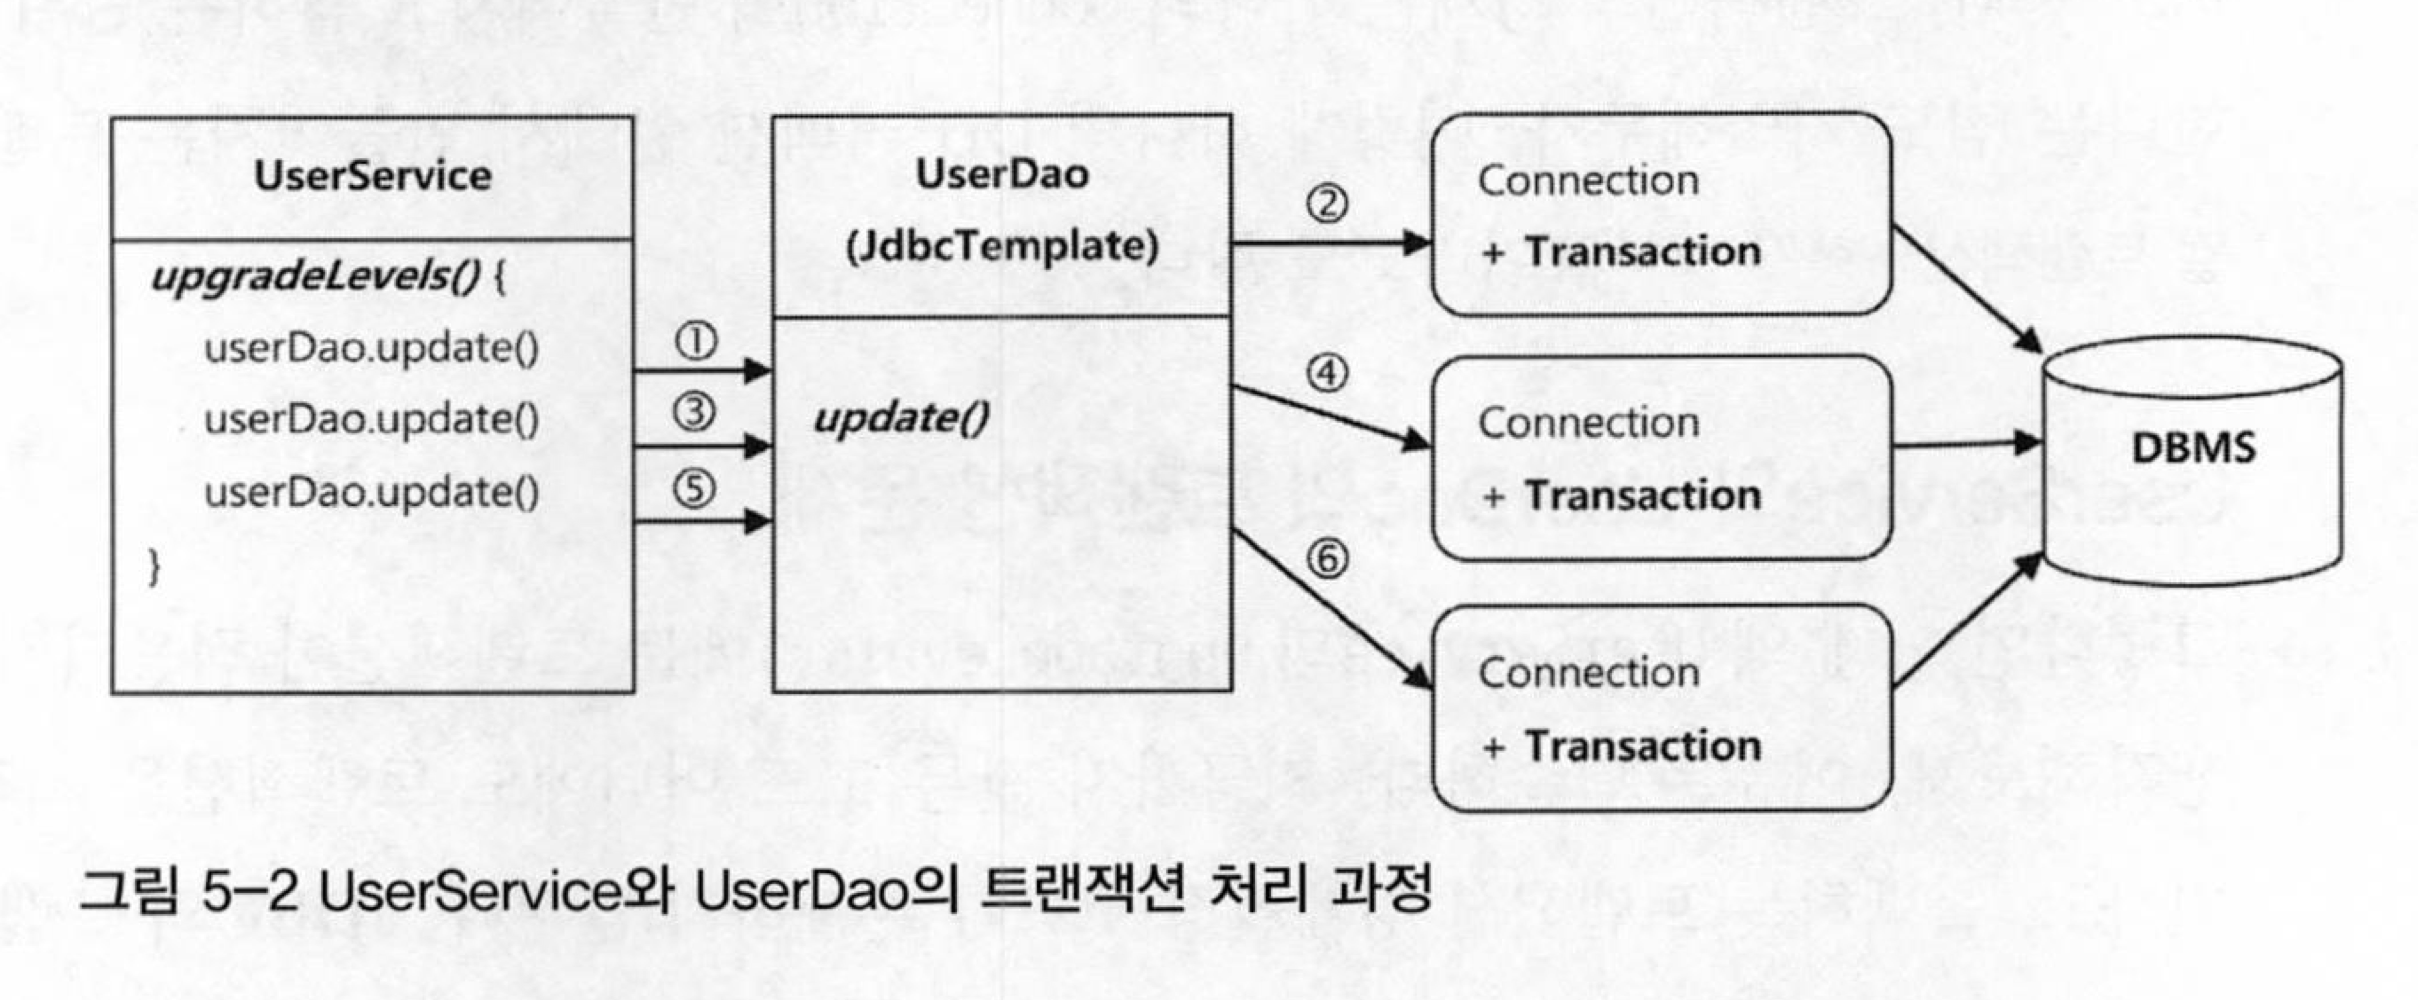 UserService
upgradeLevels() {
userDao.update()
userDao.update()
userDao.update()
}
①
③
⑤
UserDao
(JdbcTemplate)
update()
②
④
⑥
Connection
+ Transaction
Connection
+ Transaction
Connection
+ Transaction
DBMS
그림 5-2 UserService와 UserDao의 트랜잭션 처리 과정